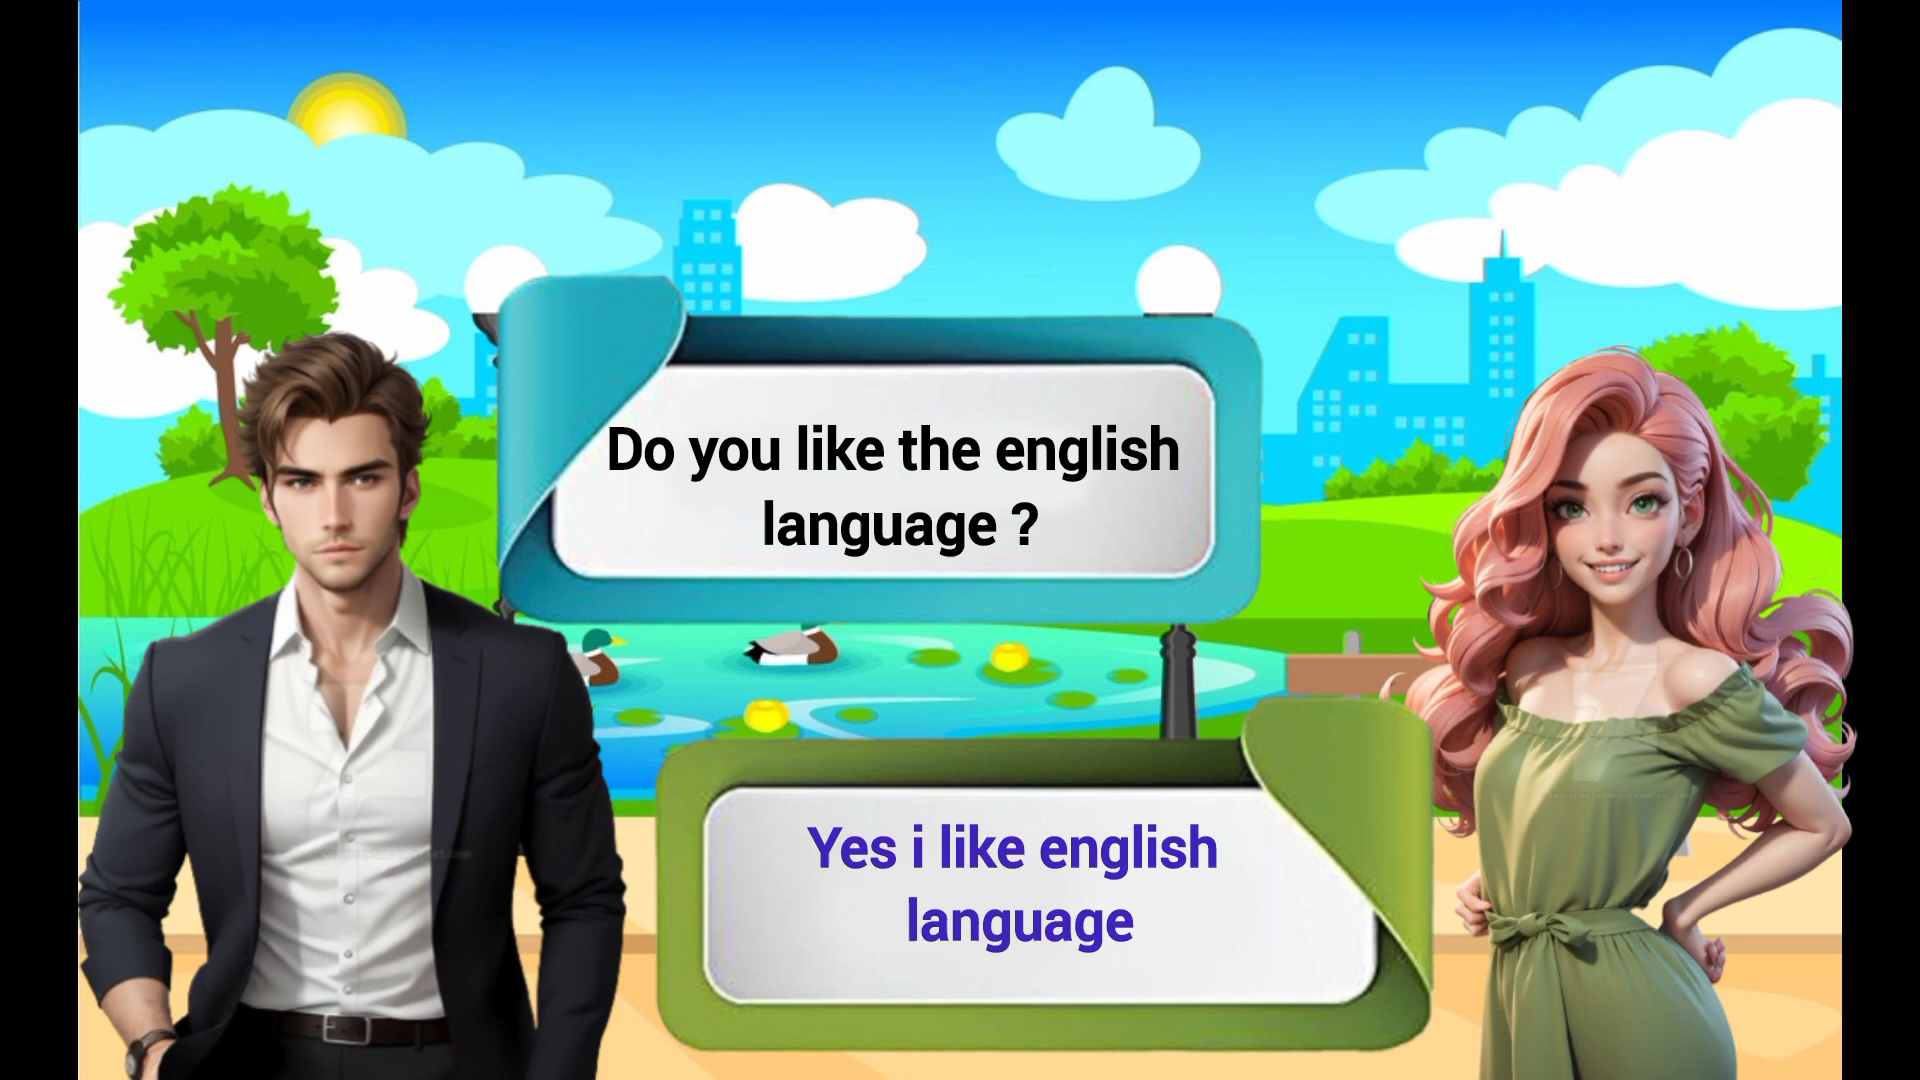 Do you like the english
language ?
Yes i like english
language